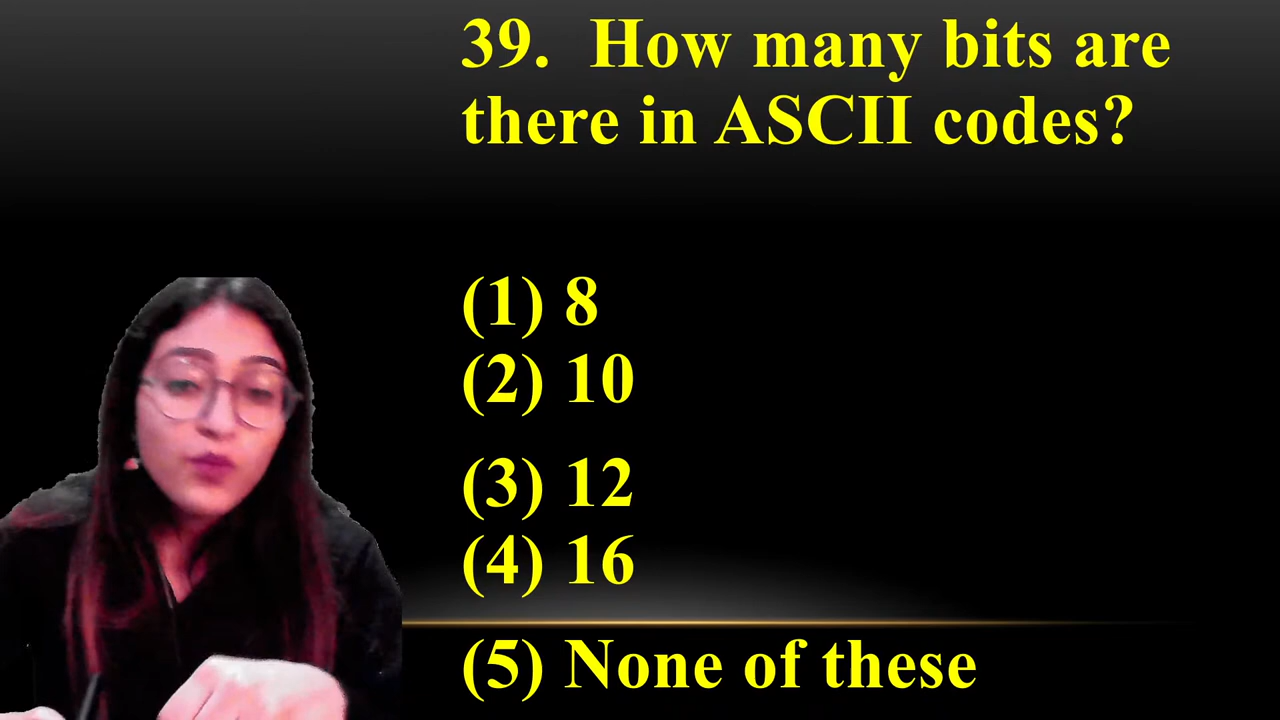 39. How many bits are
there in ASCII codes?
(1) 8
(2) 10
(3) 12
(4) 16
(5) None of these